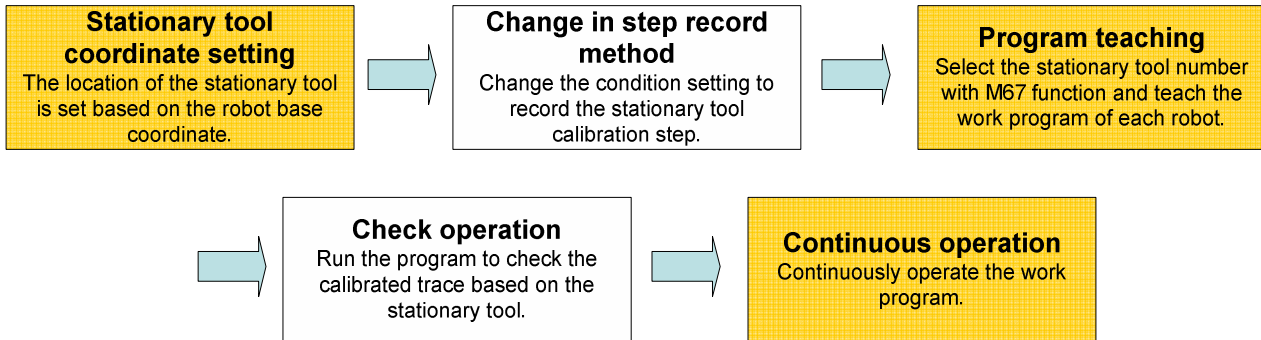 Stationary tool
coordinate setting
The location of the stationary tool
is set based on the robot base
coordinate.
Change in step record
method
Change the condition setting to
record the stationary tool
calibration step.
Program teaching
Select the stationary tool number
with M67 function and teach the
work program of each robot.
Check operation
Run the program to check the
calibrated trace based on the
stationary tool.
Continuous operation
Continuously operate the work
program.